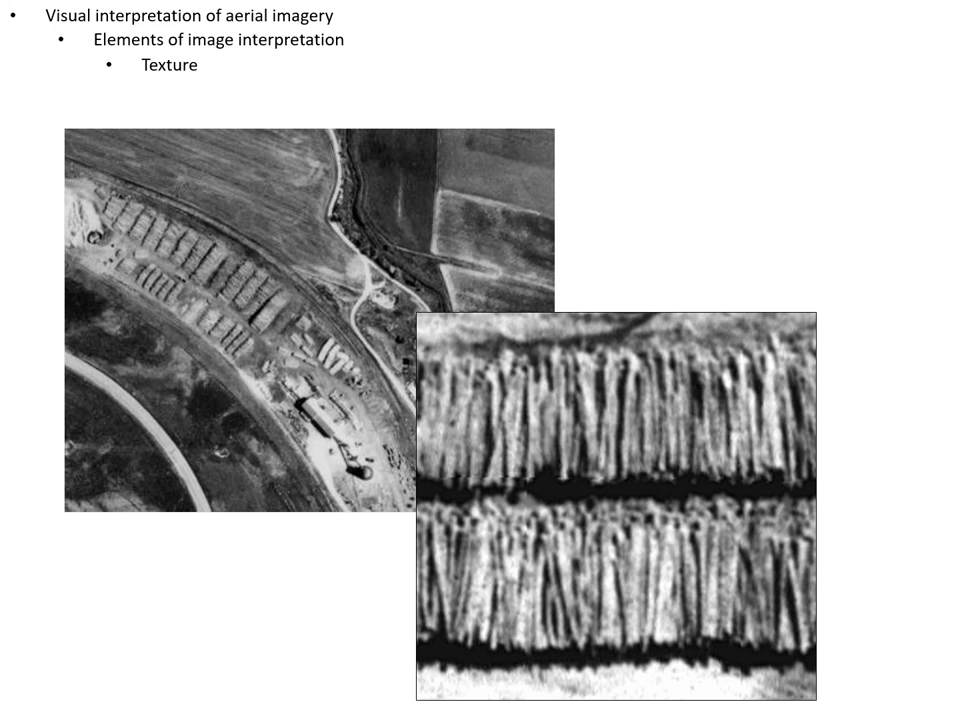 • Visual interpretation of aerial imagery
• Elements of image interpretation
• Texture